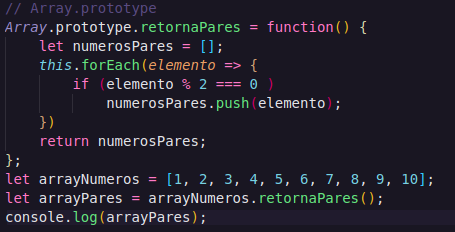 // Array.prototype
Array.prototype.retornaPares = function() {
    let numerosPares = [];
    this.forEach(elemento => {
        if (elemento % 2 === 0 )
            numerosPares.push(elemento);
    })
    return numerosPares;
};
let arrayNumeros = [1, 2, 3, 4, 5, 6, 7, 8, 9, 10];
let arrayPares = arrayNumeros.retornaPares();
console.log(arrayPares);